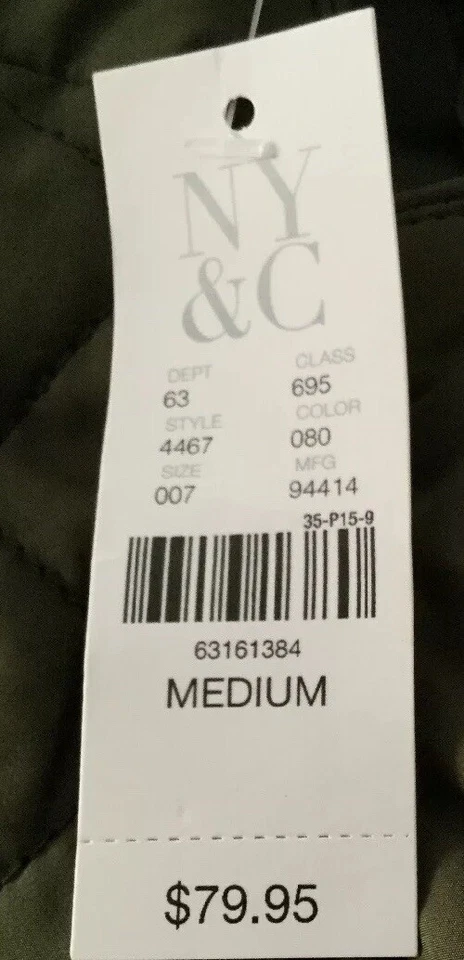 NY
&C
DEPT CLASS
63 695
STYLE COLOR
4467 080
SIZE MFG
007 94414
35-P15-9
63161384
MEDIUM
$79.95